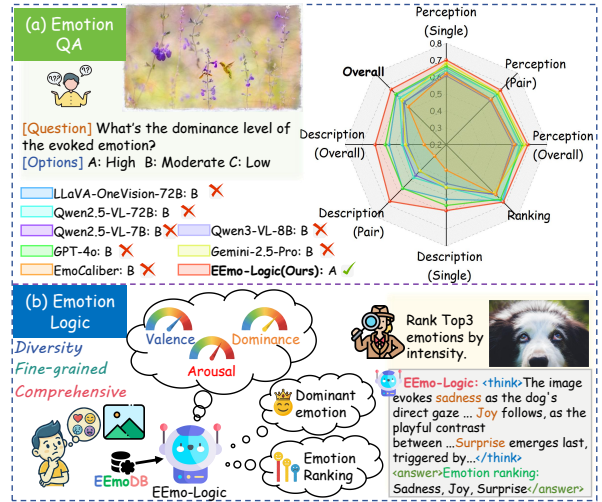 (a) Emotion
QA
??
??
[Question] What's the dominance level of
the evoked emotion?
[Options] A: High B: Moderate C: Low
LLaVA-OneVision-72B: B
Qwen2.5-VL-72B: B
Qwen2.5-VL-7B: B
Qwen3-VL-8B: B
GPT-4o: B
Gemini-2.5-Pro: B
EmoCaliber: B
EEmo-Logic(Ours): A
Perception
(Single)
Perception
(Pair)
Perception
(Overall)
Ranking
Description
(Single)
Description
(Pair)
Description
(Overall)
Overall
0.8
0.7
0.6
0.5
0.4
0.3
0.2
(b) Emotion
Logic
Diversity
Fine-grained
Comprehensive
Valence
Dominance
Arousal
EEmoDB
EEmo-Logic
Dominant
emotion
Emotion
Ranking
Rank Top3
emotions by
intensity.
EEmo-Logic: <think>The image
evokes sadness as the dog's
direct gaze ... Joy follows, as the
playful contrast
between ...Surprise emerges last,
triggered by...</think>
<answer>Emotion ranking:
Sadness, Joy, Surprise</answer>